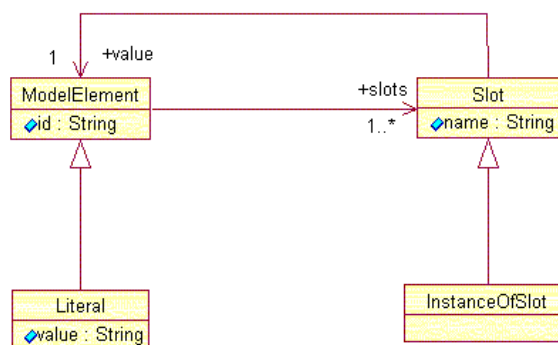 1
+value
ModelElement
id : String
+slots
1..*
Slot
name : String
Literal
value : String
InstanceOfSlot